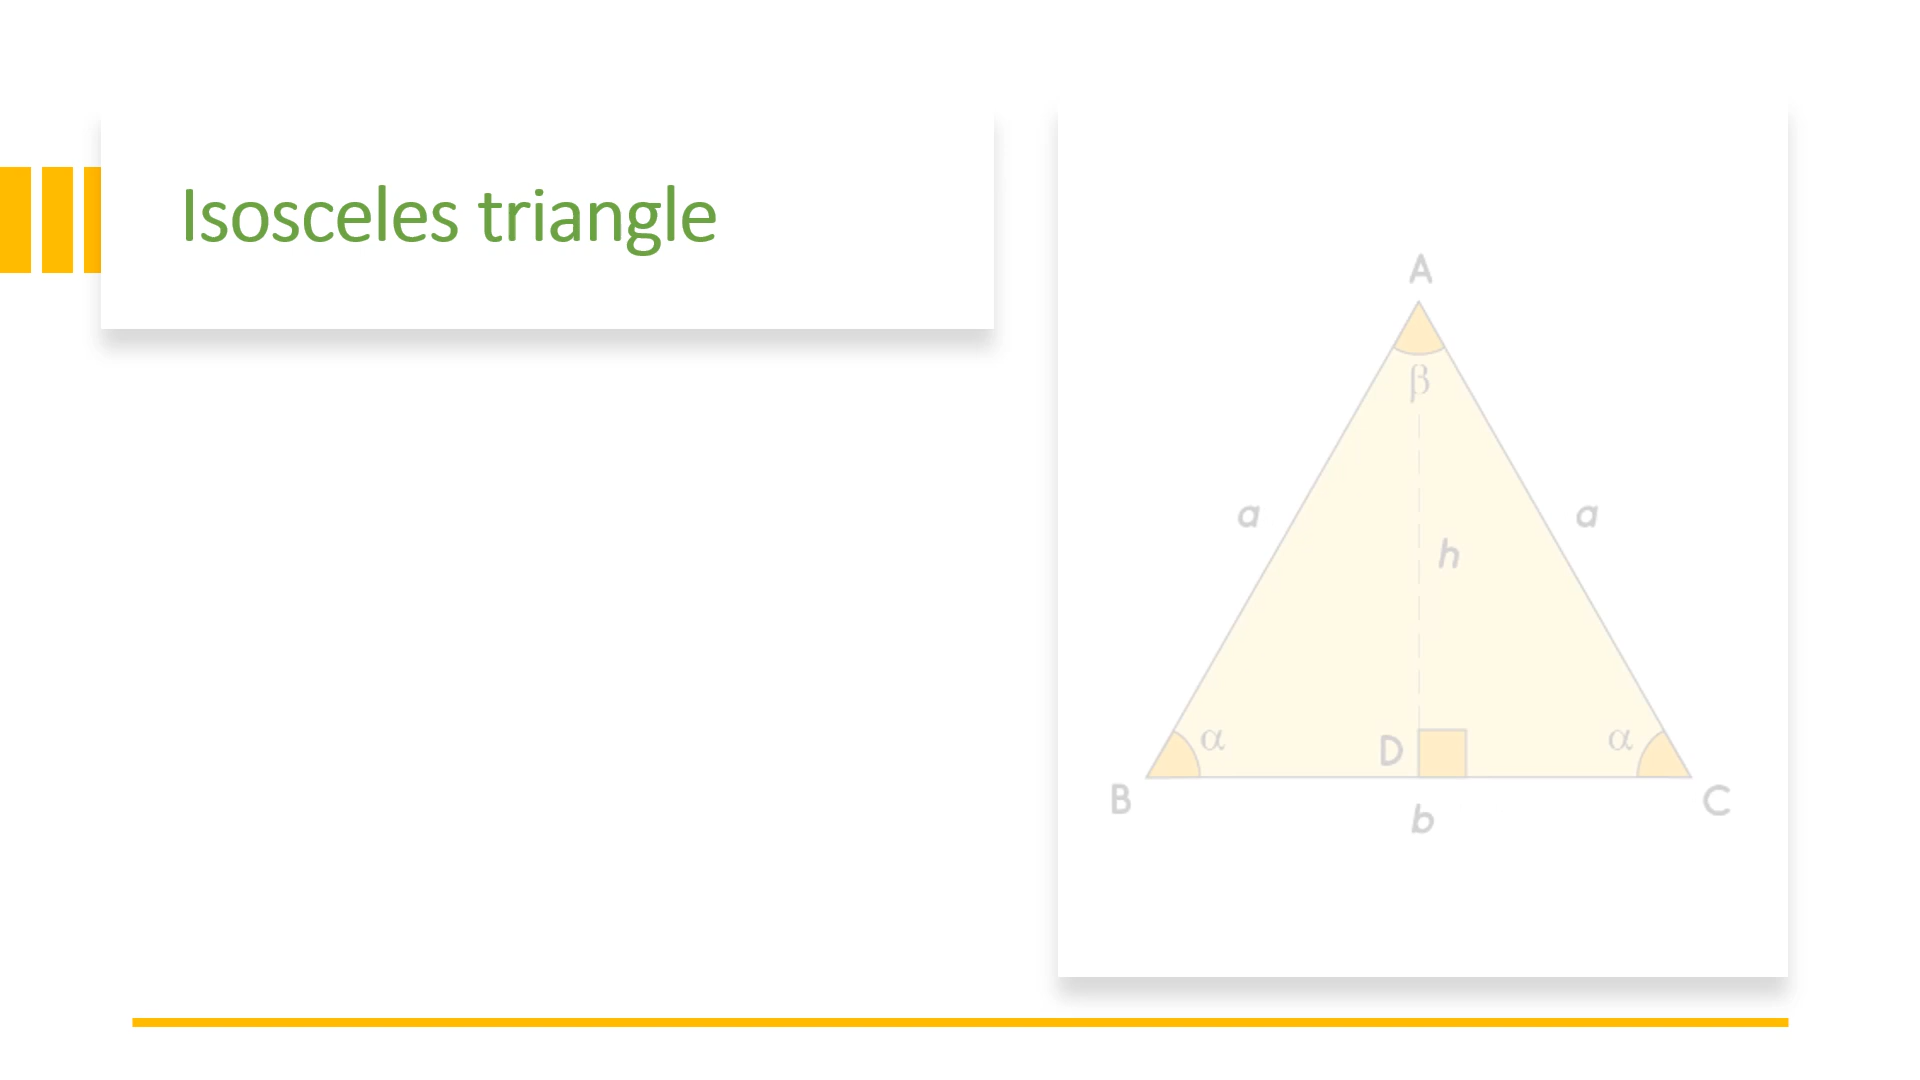 Isosceles triangle
A
β
a a
h
α D α
B b C